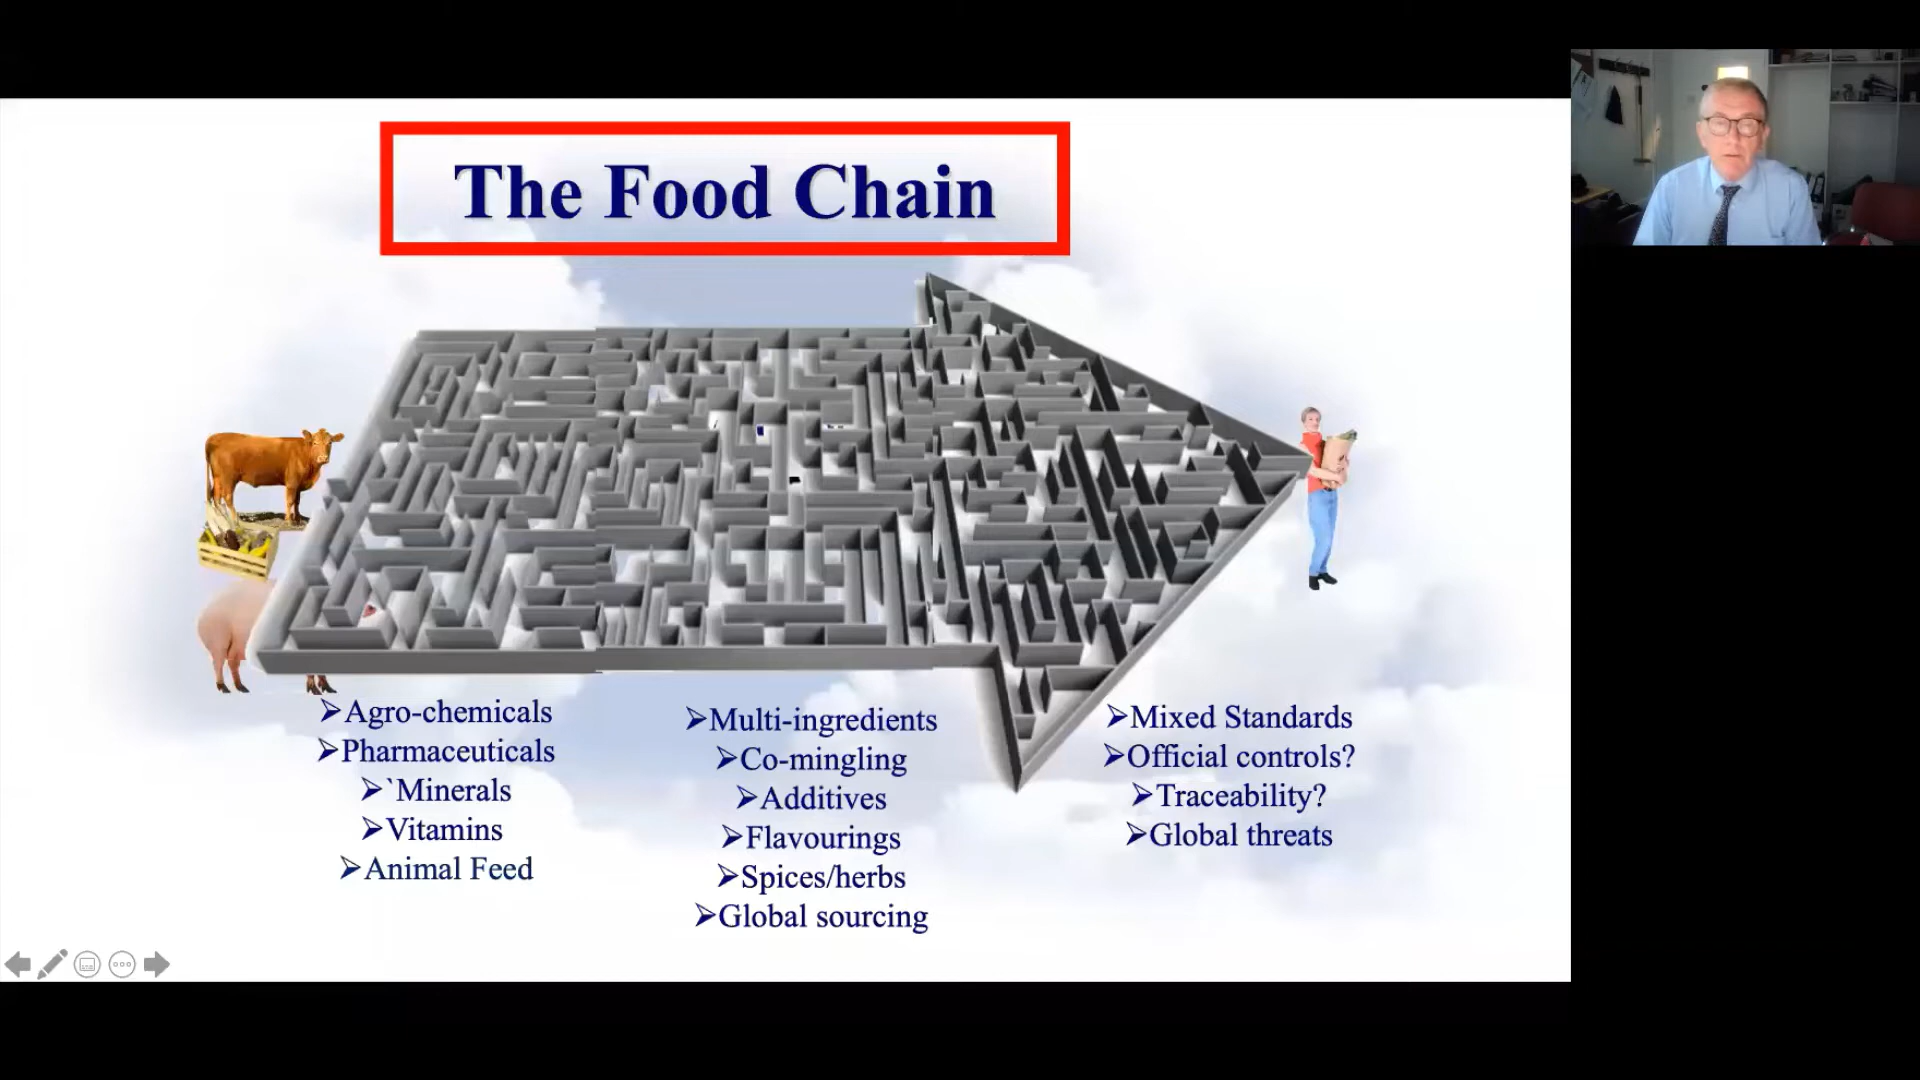 The Food Chain
➢Agro-chemicals
➢Pharmaceuticals
➢`Minerals
➢Vitamins
➢Animal Feed
➢Multi-ingredients
➢Co-mingling
➢Additives
➢Flavourings
➢Spices/herbs
➢Global sourcing
➢Mixed Standards
➢Official controls?
➢Traceability?
➢Global threats